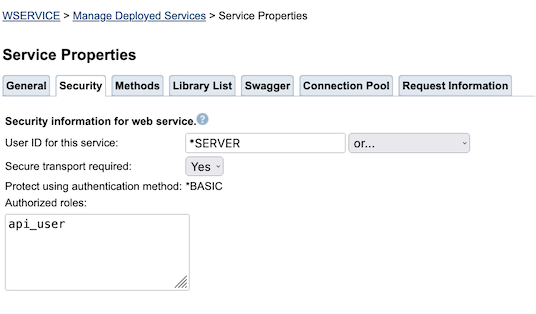 WSERVICE > Manage Deployed Services > Service Properties
Service Properties
General Security Methods Library List Swagger Connection Pool Request Information
Security information for web service. ?
User ID for this service: *SERVER or...
Secure transport required: Yes
Protect using authentication method: *BASIC
Authorized roles:
api_user